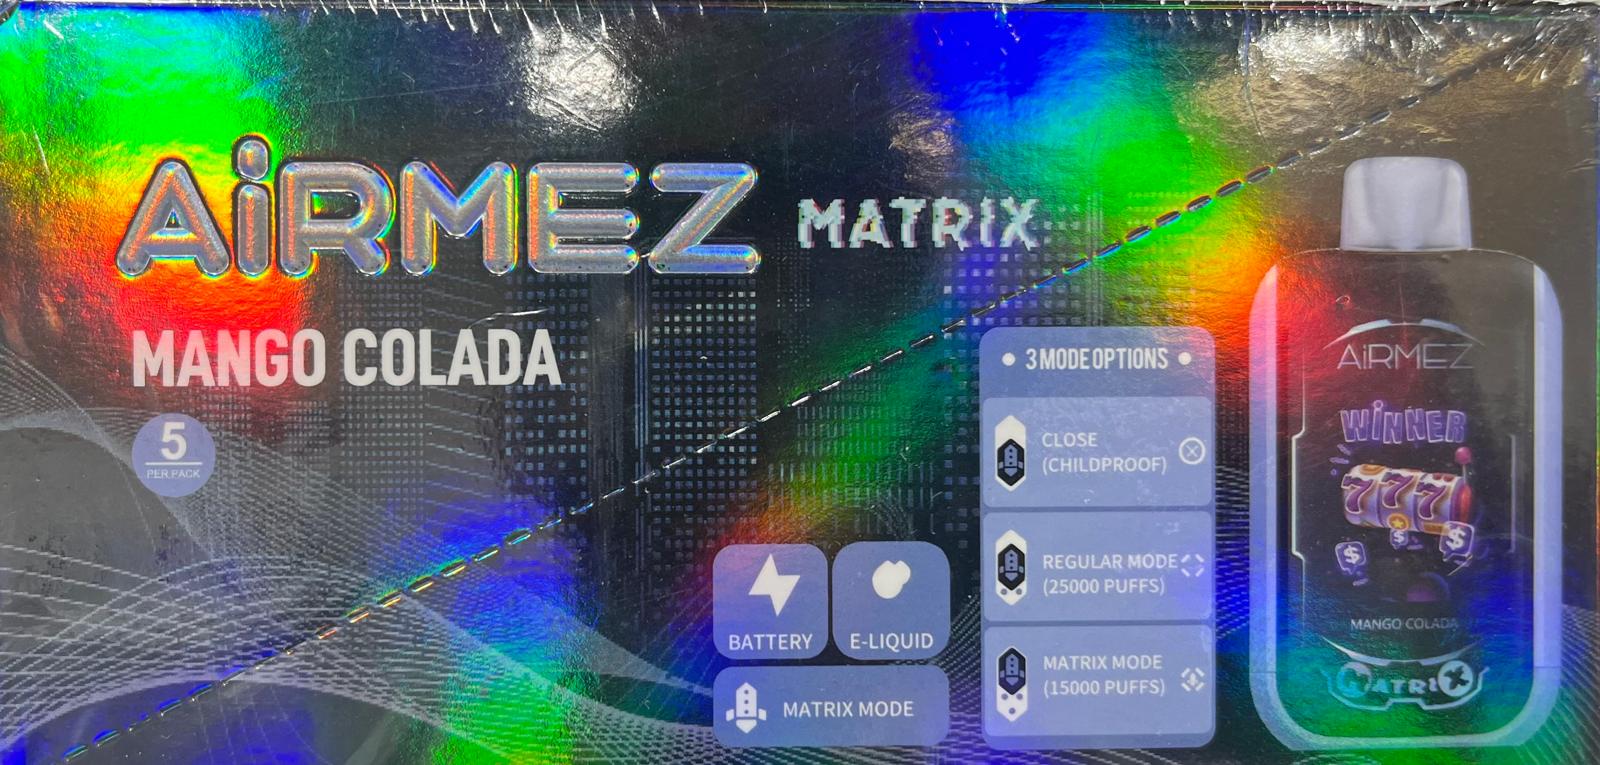 AiRMEZ MATRIX
MANGO COLADA
5
PER PACK
BATTERY
E-LIQUID
MATRIX MODE
3 MODE OPTIONS
CLOSE
(CHILDPROOF)
REGULAR MODE
(25000 PUFFS)
MATRIX MODE
(15000 PUFFS)
AiRMEZ
WiNNER
777
$ $ $
MANGO COLADA
MATRIX